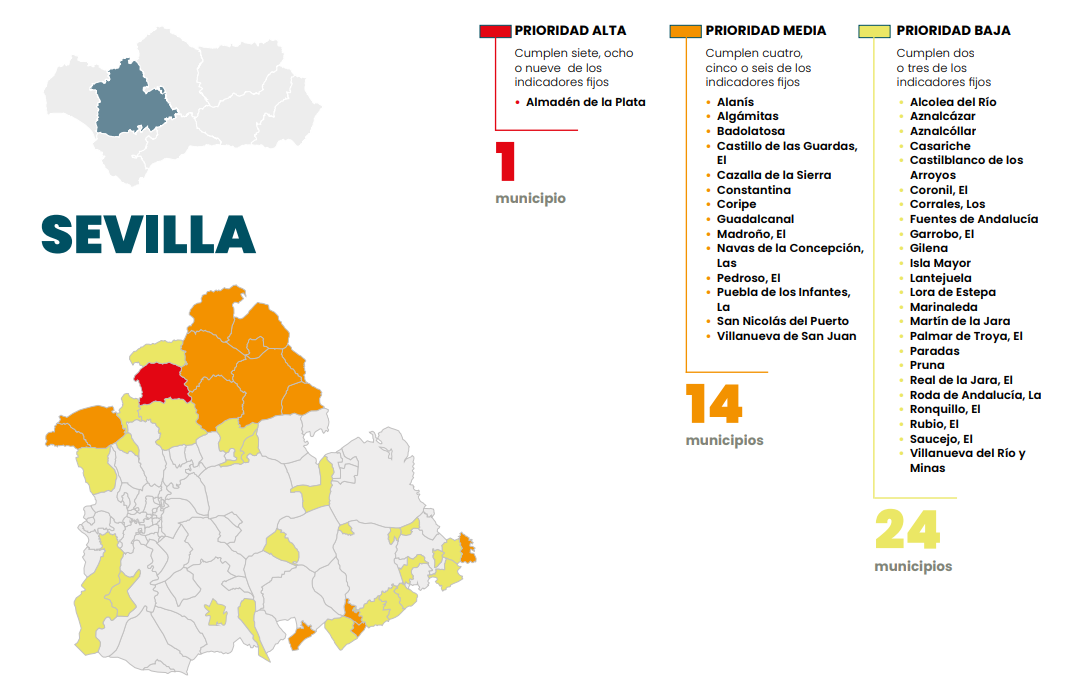 SEVILLA
PRIORIDAD ALTA
Cumplen siete, ocho
o nueve de los
indicadores fijos
• Almadén de la Plata
1
municipio
PRIORIDAD MEDIA
Cumplen cuatro,
cinco o seis de los
indicadores fijos
• Alanís
• Algámitas
• Badolatosa
• Castillo de las Guardas,
El
• Cazalla de la Sierra
• Constantina
• Coripe
• Guadalcanal
• Madroño, El
• Navas de la Concepción,
Las
• Pedroso, El
• Puebla de los Infantes,
La
• San Nicolás del Puerto
• Villanueva de San Juan
14
municipios
PRIORIDAD BAJA
Cumplen dos
o tres de los
indicadores fijos
• Alcolea del Río
• Aznalcázar
• Aznalcóllar
• Casariche
• Castilblanco de los
Arroyos
• Coronil, El
• Corrales, Los
• Fuentes de Andalucía
• Garrobo, El
• Gilena
• Isla Mayor
• Lantejuela
• Lora de Estepa
• Marinaleda
• Martín de la Jara
• Palmar de Troya, El
• Paradas
• Pruna
• Real de la Jara, El
• Roda de Andalucía, La
• Ronquillo, El
• Rubio, El
• Saucejo, El
• Villanueva del Río y
Minas
24
municipios